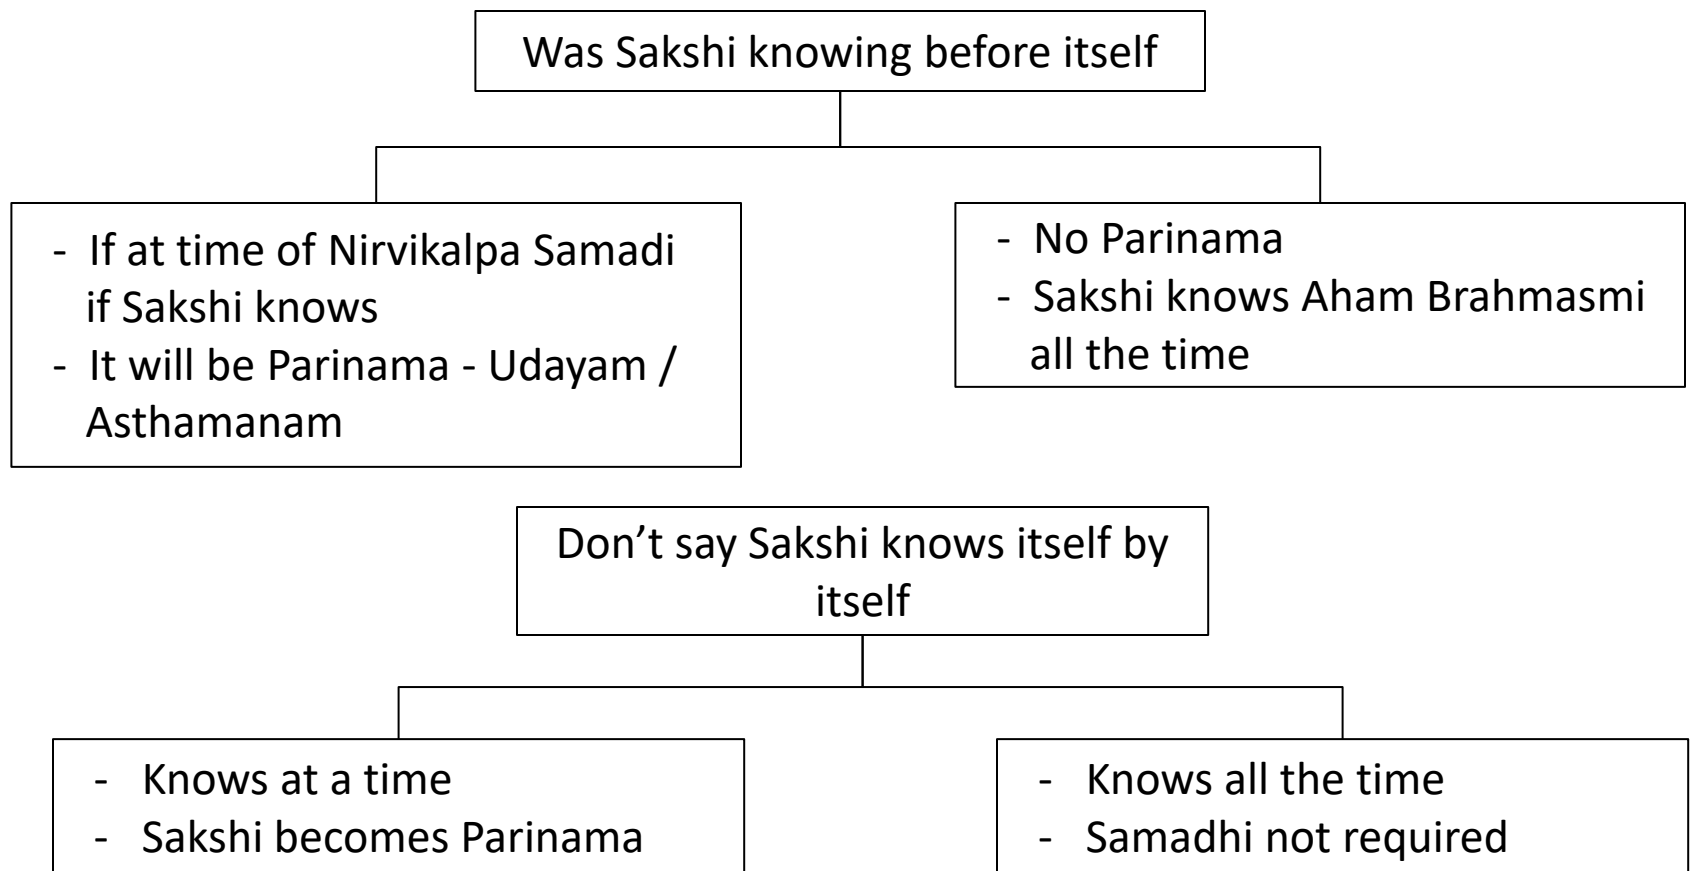 Was Sakshi knowing before itself
- If at time of Nirvikalpa Samadi
if Sakshi knows
- It will be Parinama - Udayam /
Asthamanam
- No Parinama
- Sakshi knows Aham Brahmasmi
all the time
Don’t say Sakshi knows itself by
itself
- Knows at a time
- Sakshi becomes Parinama
- Knows all the time
- Samadhi not required